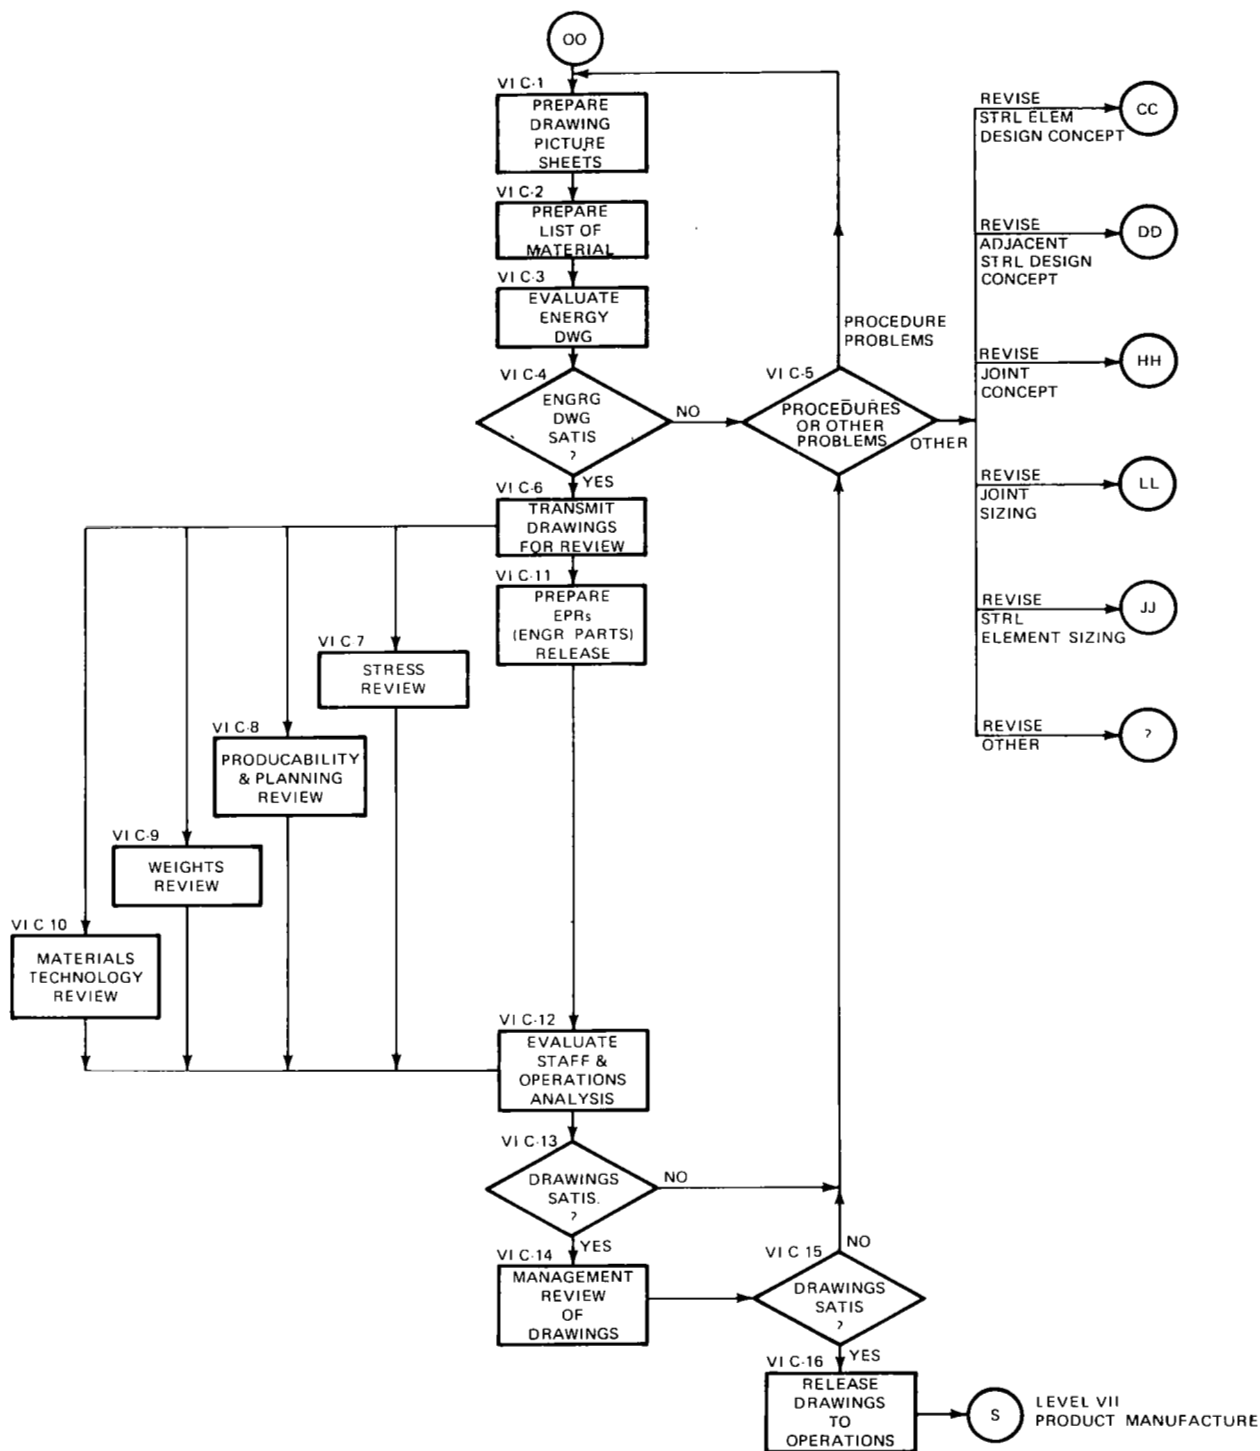 OO
VI C-1
PREPARE
DRAWING
PICTURE
SHEETS
VI C-2
PREPARE
LIST OF
MATERIAL
VI C-3
EVALUATE
ENERGY
DWG
VI C-4
ENGRG
DWG
SATIS
?
NO
YES
VI C-5
PROCEDURES
OR OTHER
PROBLEMS
PROCEDURE
PROBLEMS
OTHER
REVISE
STRL ELEM
DESIGN CONCEPT
CC
REVISE
ADJACENT
STRL DESIGN
CONCEPT
DD
REVISE
JOINT
CONCEPT
HH
REVISE
JOINT
SIZING
LL
REVISE
STRL
ELEMENT SIZING
JJ
REVISE
OTHER
?
VI C-6
TRANSMIT
DRAWINGS
FOR REVIEW
VI C-11
PREPARE
EPRs
(ENGR PARTS)
RELEASE
VI C 7
STRESS
REVIEW
VI C-8
PRODUCABILITY
& PLANNING
REVIEW
VI C-9
WEIGHTS
REVIEW
VI C 10
MATERIALS
TECHNOLOGY
REVIEW
VI C-12
EVALUATE
STAFF &
OPERATIONS
ANALYSIS
VI C-13
DRAWINGS
SATIS.
?
NO
YES
VI C-14
MANAGEMENT
REVIEW
OF
DRAWINGS
VI C 15
DRAWINGS
SATIS
?
NO
YES
VI C-16
RELEASE
DRAWINGS
TO
OPERATIONS
S
LEVEL VII
PRODUCT MANUFACTURE